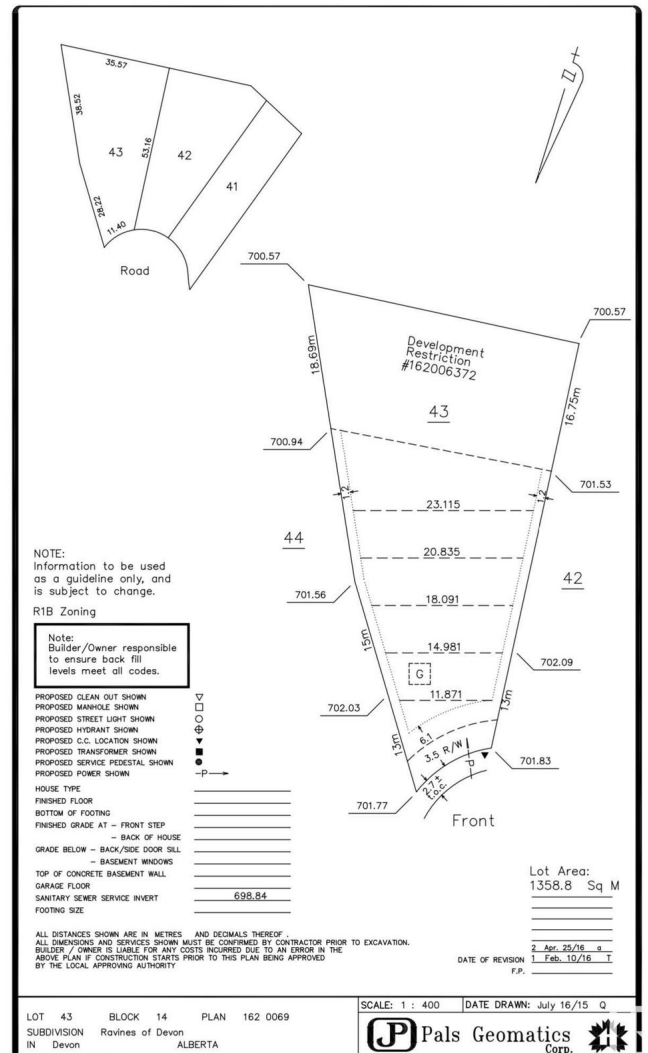 35.57
38.52
53.16
43
42
41
28.22
11.40
Road
700.57
700.57
18.69m
Development
Restriction
#162006372
16.75m
43
700.94
701.53
1.2
1.2
23.115
44
20.835
42
701.56
18.091
15m
14.981
702.09
G
11.871
702.03
13m
13m
6.1
3.5 R/W
P
2.7 ±
t.o.c.
701.83
701.77
Front
NOTE:
Information to be used
as a guideline only, and
is subject to change.
R1B Zoning
Note:
Builder/Owner responsible
to ensure back fill
levels meet all codes.
PROPOSED CLEAN OUT SHOWN
PROPOSED MANHOLE SHOWN
PROPOSED STREET LIGHT SHOWN
PROPOSED HYDRANT SHOWN
PROPOSED C.C. LOCATION SHOWN
PROPOSED TRANSFORMER SHOWN
PROPOSED SERVICE PEDESTAL SHOWN
PROPOSED POWER SHOWN -P-
HOUSE TYPE
FINISHED FLOOR
BOTTOM OF FOOTING
FINISHED GRADE AT - FRONT STEP
- BACK OF HOUSE
GRADE BELOW - BACK/SIDE DOOR SILL
- BASEMENT WINDOWS
TOP OF CONCRETE BASEMENT WALL
GARAGE FLOOR
SANITARY SEWER SERVICE INVERT 698.84
FOOTING SIZE
Lot Area:
1358.8 Sq M
ALL DISTANCES SHOWN ARE IN METRES AND DECIMALS THEREOF .
ALL DIMENSIONS AND SERVICES SHOWN MUST BE CONFIRMED BY CONTRACTOR PRIOR TO EXCAVATION.
BUILDER / OWNER IS LIABLE FOR ANY COSTS INCURRED DUE TO AN ERROR IN THE
ABOVE PLAN IF CONSTRUCTION STARTS PRIOR TO THIS PLAN BEING APPROVED
BY THE LOCAL APPROVING AUTHORITY
2 Apr. 25/16 a
DATE OF REVISION 1 Feb. 10/16 T
F.P.
SCALE: 1 : 400 DATE DRAWN: July 16/15 Q
LOT 43 BLOCK 14 PLAN 162 0069
SUBDIVISION Ravines of Devon
IN Devon ALBERTA
JP Pals Geomatics
Corp.